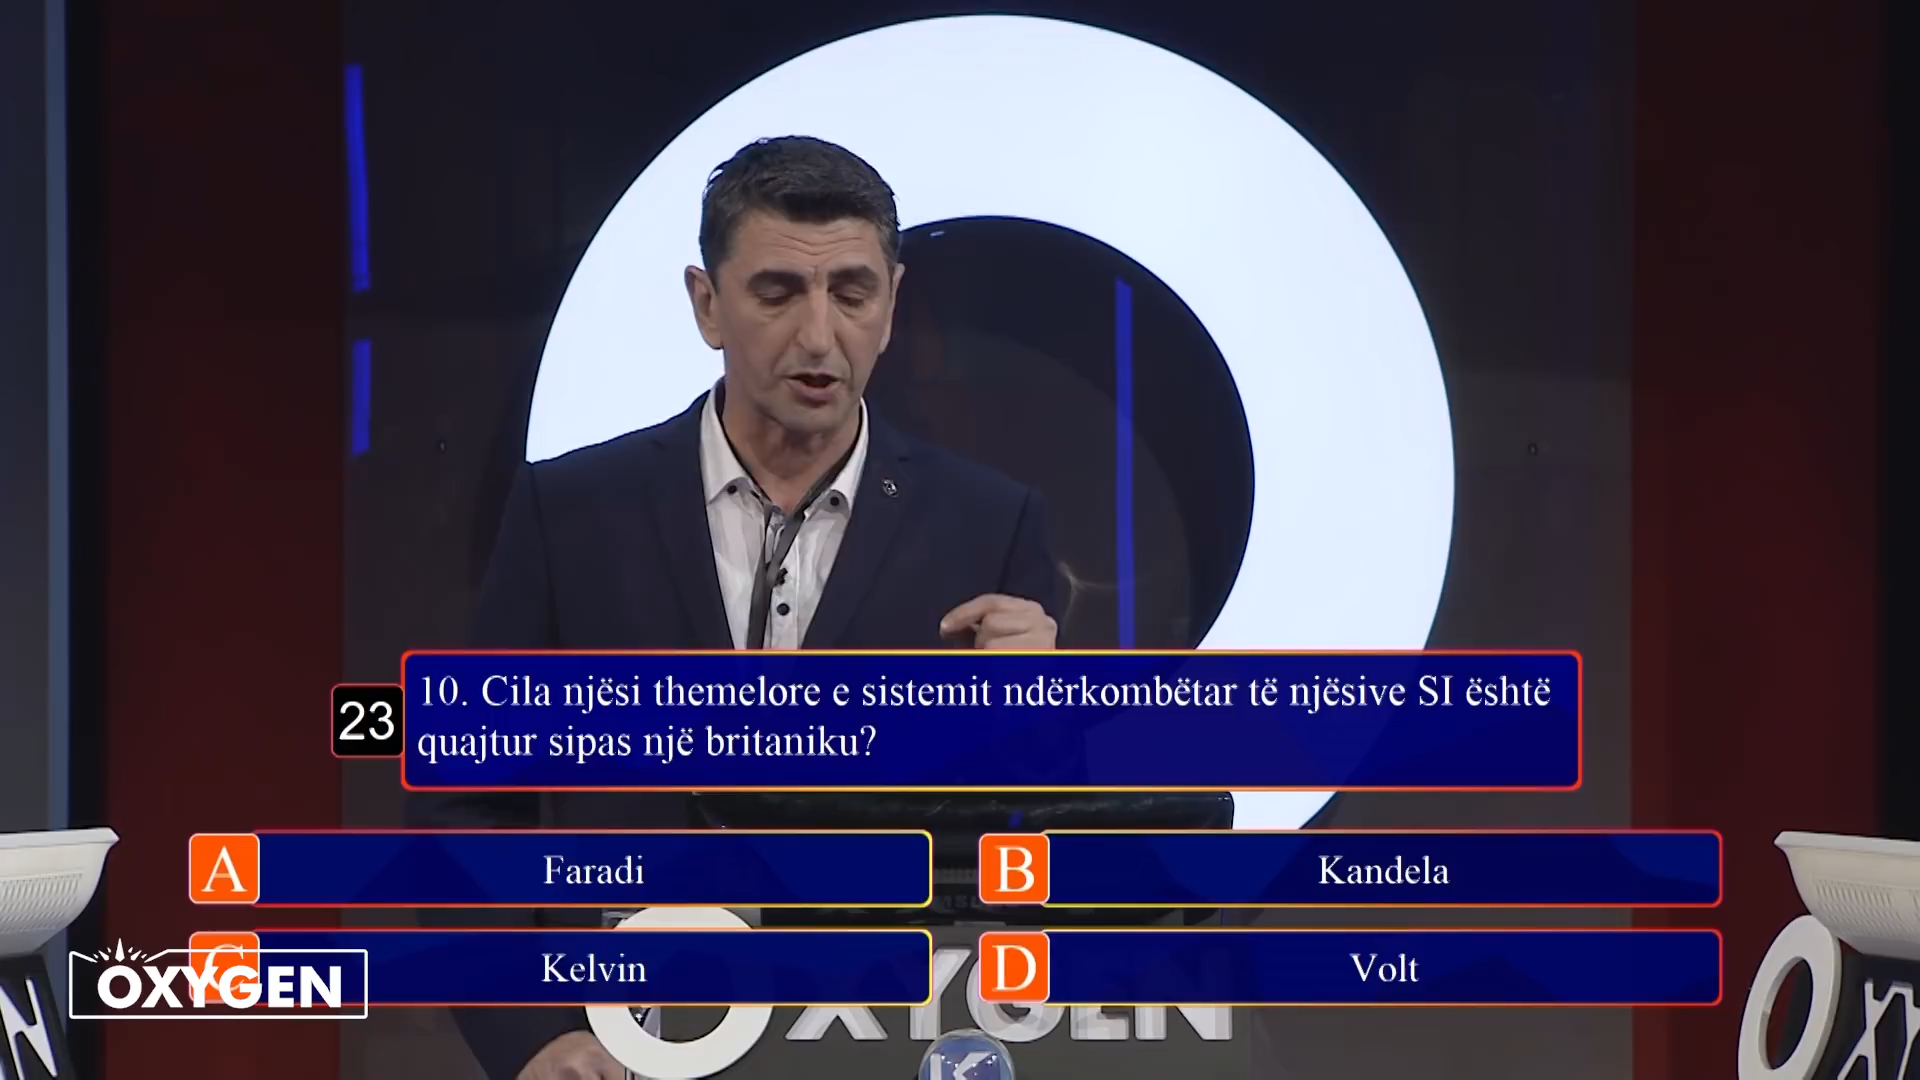 23
10. Cila njësi themelore e sistemit ndërkombëtar të njësive SI është
quajtur sipas një britaniku?
A Faradi
B Kandela
C Kelvin
D Volt
OXYGEN
OXYGEN